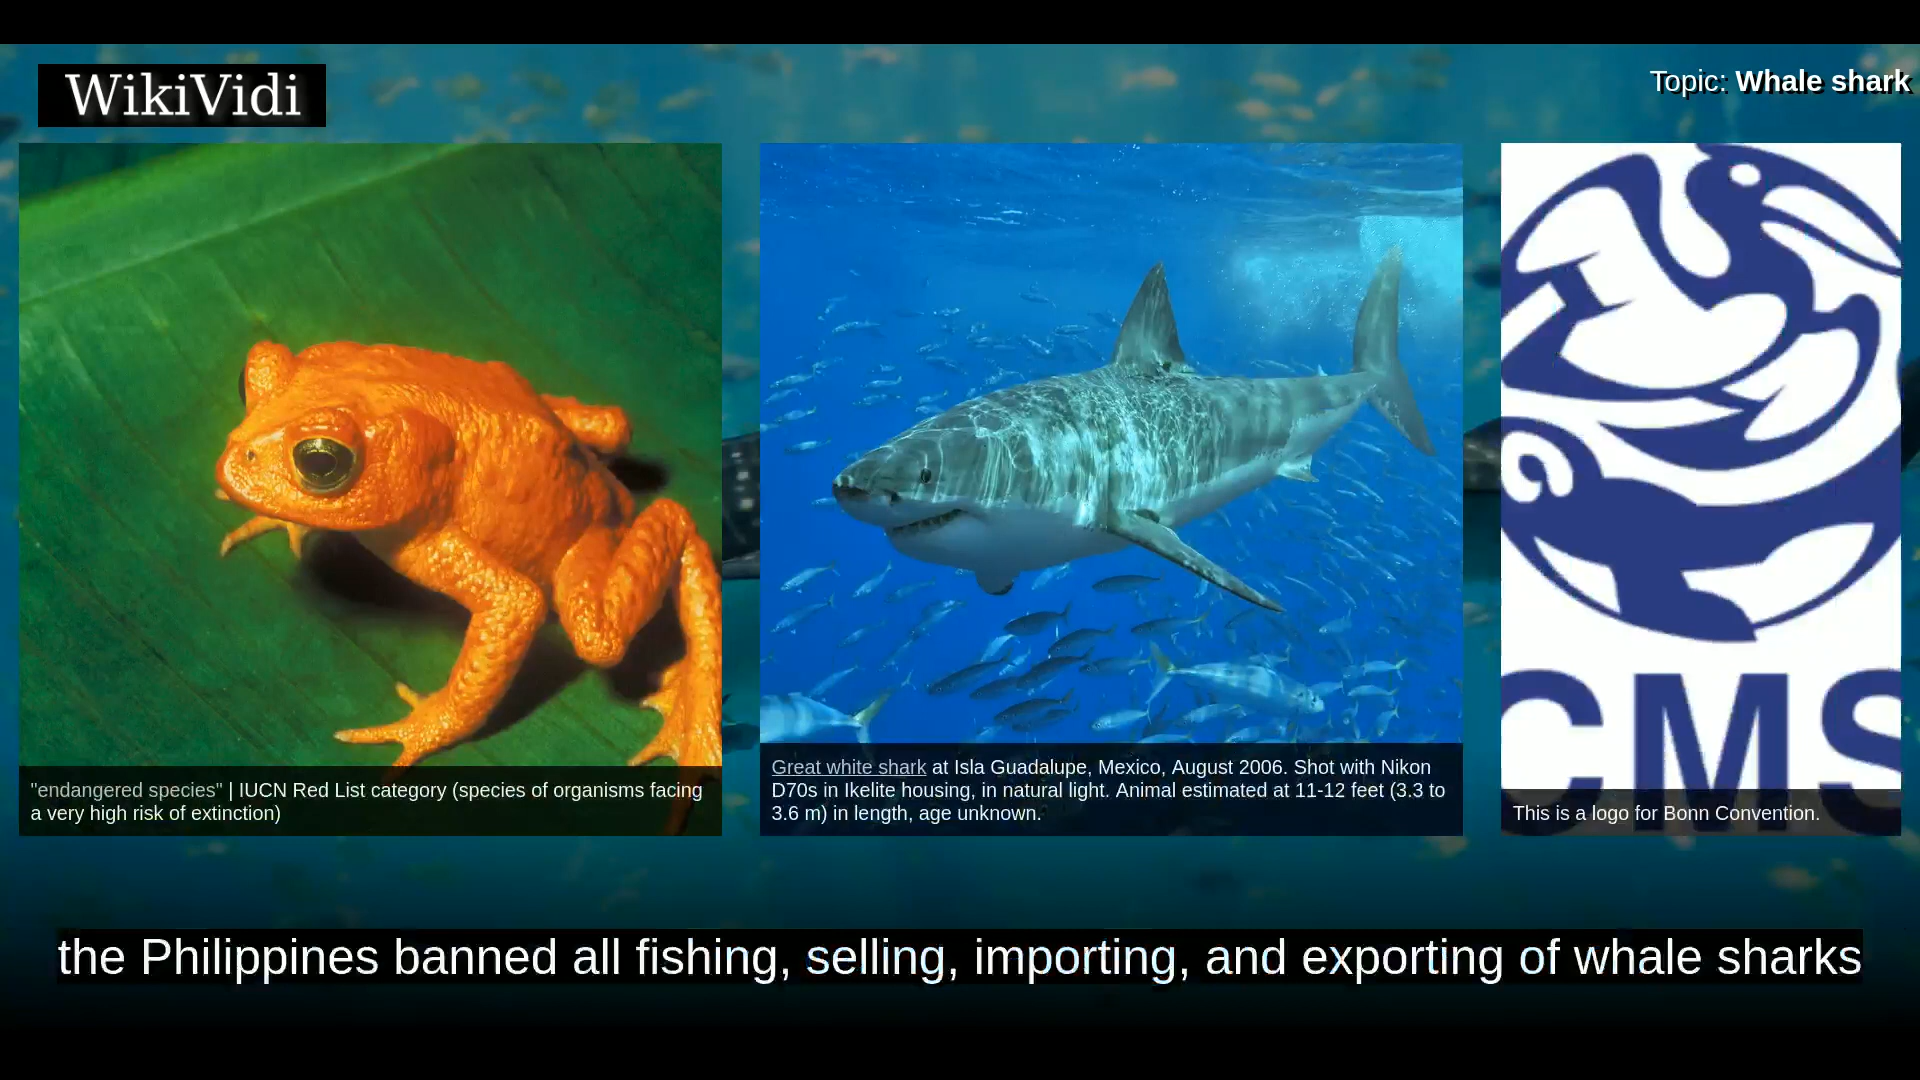 WikiVidi
Topic: Whale shark
"endangered species" | IUCN Red List category (species of organisms facing
a very high risk of extinction)
Great white shark at Isla Guadalupe, Mexico, August 2006. Shot with Nikon
D70s in Ikelite housing, in natural light. Animal estimated at 11-12 feet (3.3 to
3.6 m) in length, age unknown.
CMS
This is a logo for Bonn Convention.
the Philippines banned all fishing, selling, importing, and exporting of whale sharks